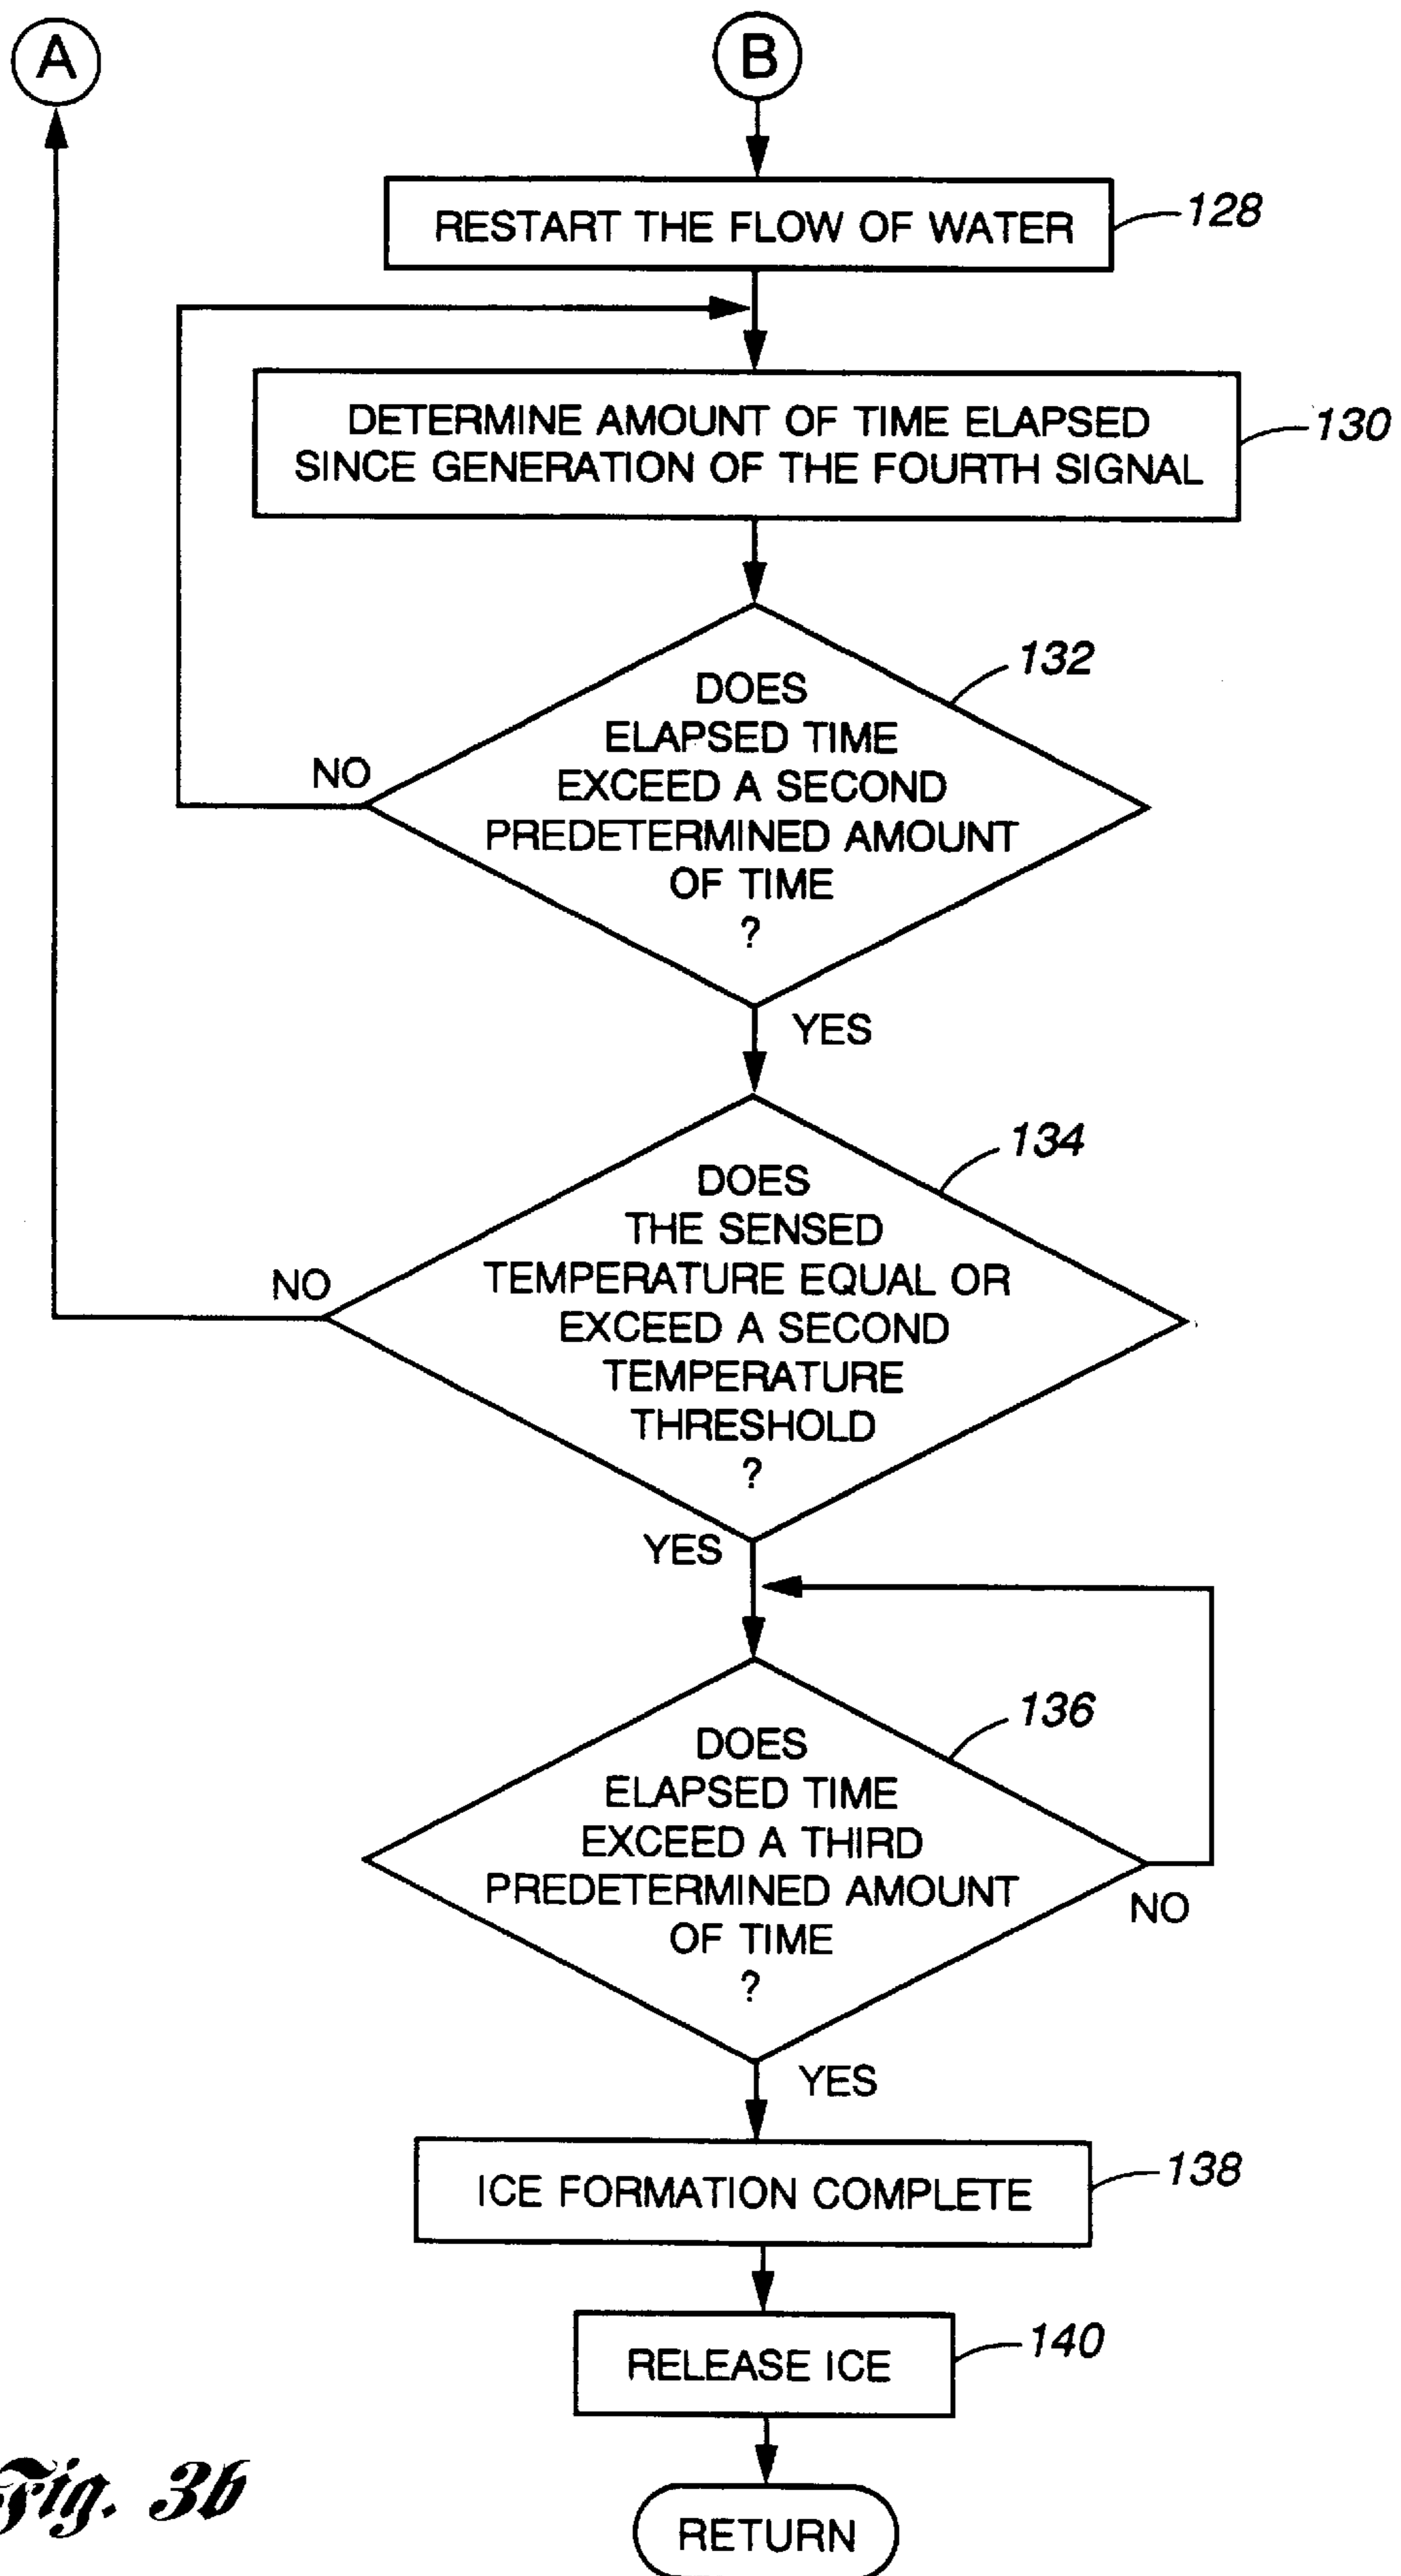 A
B
RESTART THE FLOW OF WATER
128
DETERMINE AMOUNT OF TIME ELAPSED
SINCE GENERATION OF THE FOURTH SIGNAL
130
132
DOES
ELAPSED TIME
EXCEED A SECOND
PREDETERMINED AMOUNT
OF TIME
?
NO
YES
134
DOES
THE SENSED
TEMPERATURE EQUAL OR
EXCEED A SECOND
TEMPERATURE
THRESHOLD
?
NO
YES
136
DOES
ELAPSED TIME
EXCEED A THIRD
PREDETERMINED AMOUNT
OF TIME
?
NO
YES
ICE FORMATION COMPLETE
138
RELEASE ICE
140
RETURN
Fig. 3b